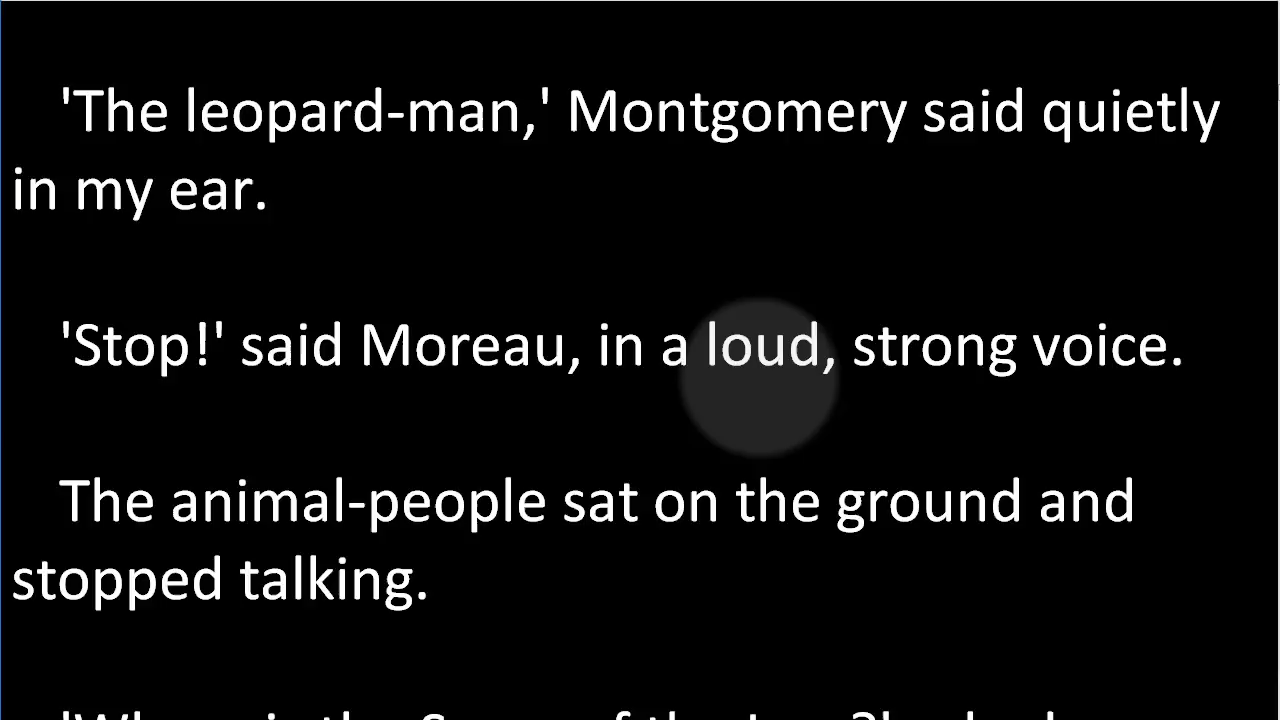 'The leopard-man,' Montgomery said quietly
in my ear.
'Stop!' said Moreau, in a loud, strong voice.
The animal-people sat on the ground and
stopped talking.